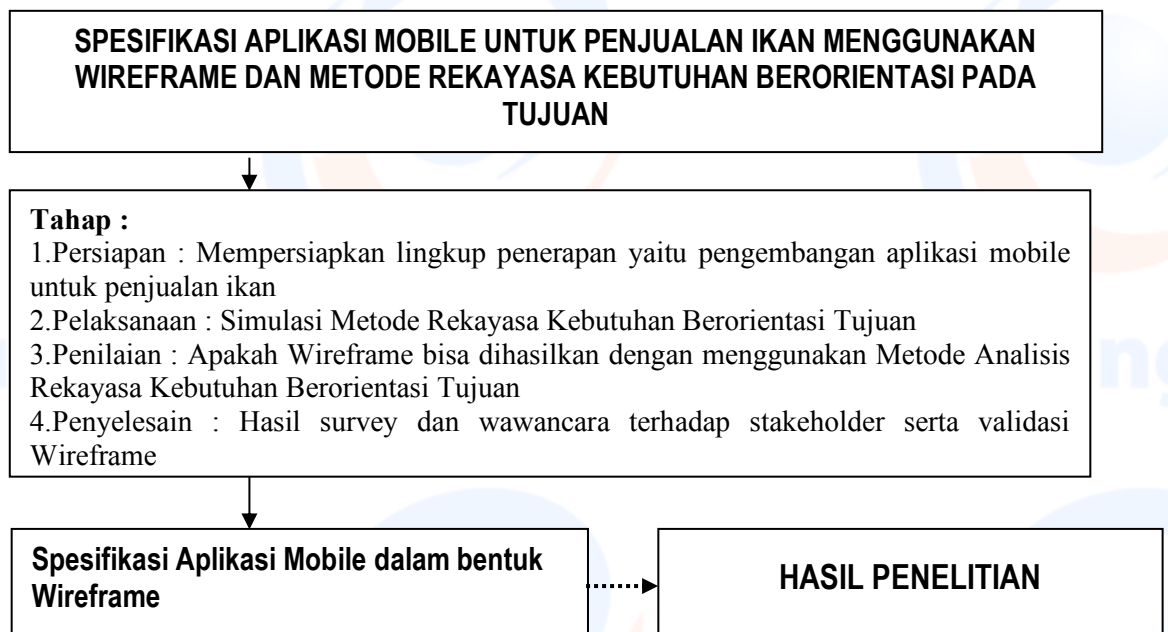 SPESIFIKASI APLIKASI MOBILE UNTUK PENJUALAN IKAN MENGGUNAKAN
WIREFRAME DAN METODE REKAYASA KEBUTUHAN BERORIENTASI PADA
TUJUAN
Tahap :
1.Persiapan : Mempersiapkan lingkup penerapan yaitu pengembangan aplikasi mobile
untuk penjualan ikan
2.Pelaksanaan : Simulasi Metode Rekayasa Kebutuhan Berorientasi Tujuan
3.Penilaian : Apakah Wireframe bisa dihasilkan dengan menggunakan Metode Analisis
Rekayasa Kebutuhan Berorientasi Tujuan
4.Penyelesain : Hasil survey dan wawancara terhadap stakeholder serta validasi
Wireframe
Spesifikasi Aplikasi Mobile dalam bentuk
Wireframe
HASIL PENELITIAN